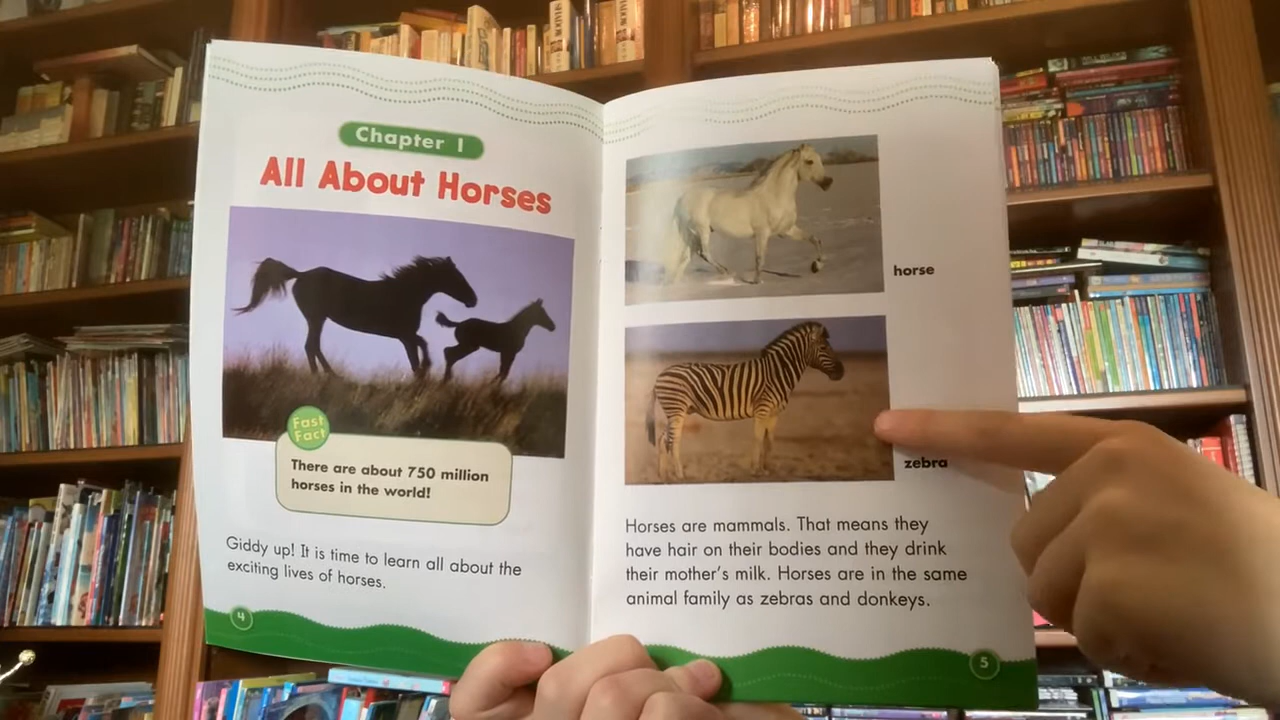 Chapter 1
All About Horses
Fast
Fact
There are about 750 million
horses in the world!
Giddy up! It is time to learn all about the
exciting lives of horses.
4
horse
zebra
Horses are mammals. That means they
have hair on their bodies and they drink
their mother's milk. Horses are in the same
animal family as zebras and donkeys.
5